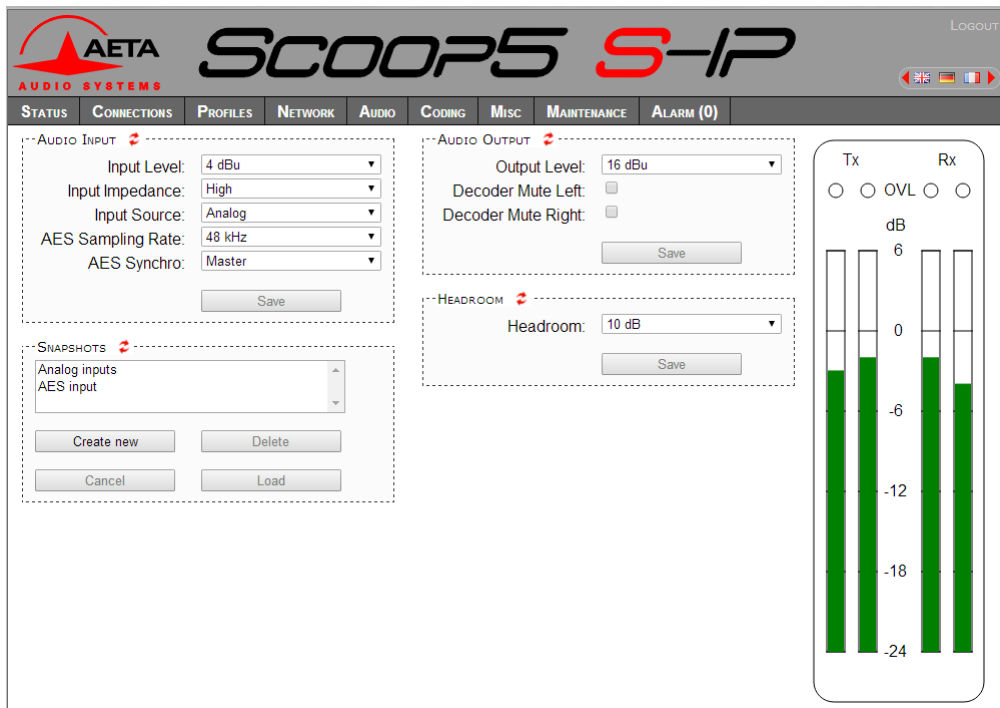 AETA
AUDIO SYSTEMS
SCOOP5 S-IP
LOGOUT
STATUS CONNECTIONS PROFILES NETWORK AUDIO CODING MISC MAINTENANCE ALARM (0)
AUDIO INPUT
Input Level: 4 dBu
Input Impedance: High
Input Source: Analog
AES Sampling Rate: 48 kHz
AES Synchro: Master
Save
SNAPSHOTS
Analog inputs
AES input
Create new Delete
Cancel Load
AUDIO OUTPUT
Output Level: 16 dBu
Decoder Mute Left:
Decoder Mute Right:
Save
HEADROOM
Headroom: 10 dB
Save
Tx Rx
OVL
dB
6
0
-6
-12
-18
-24